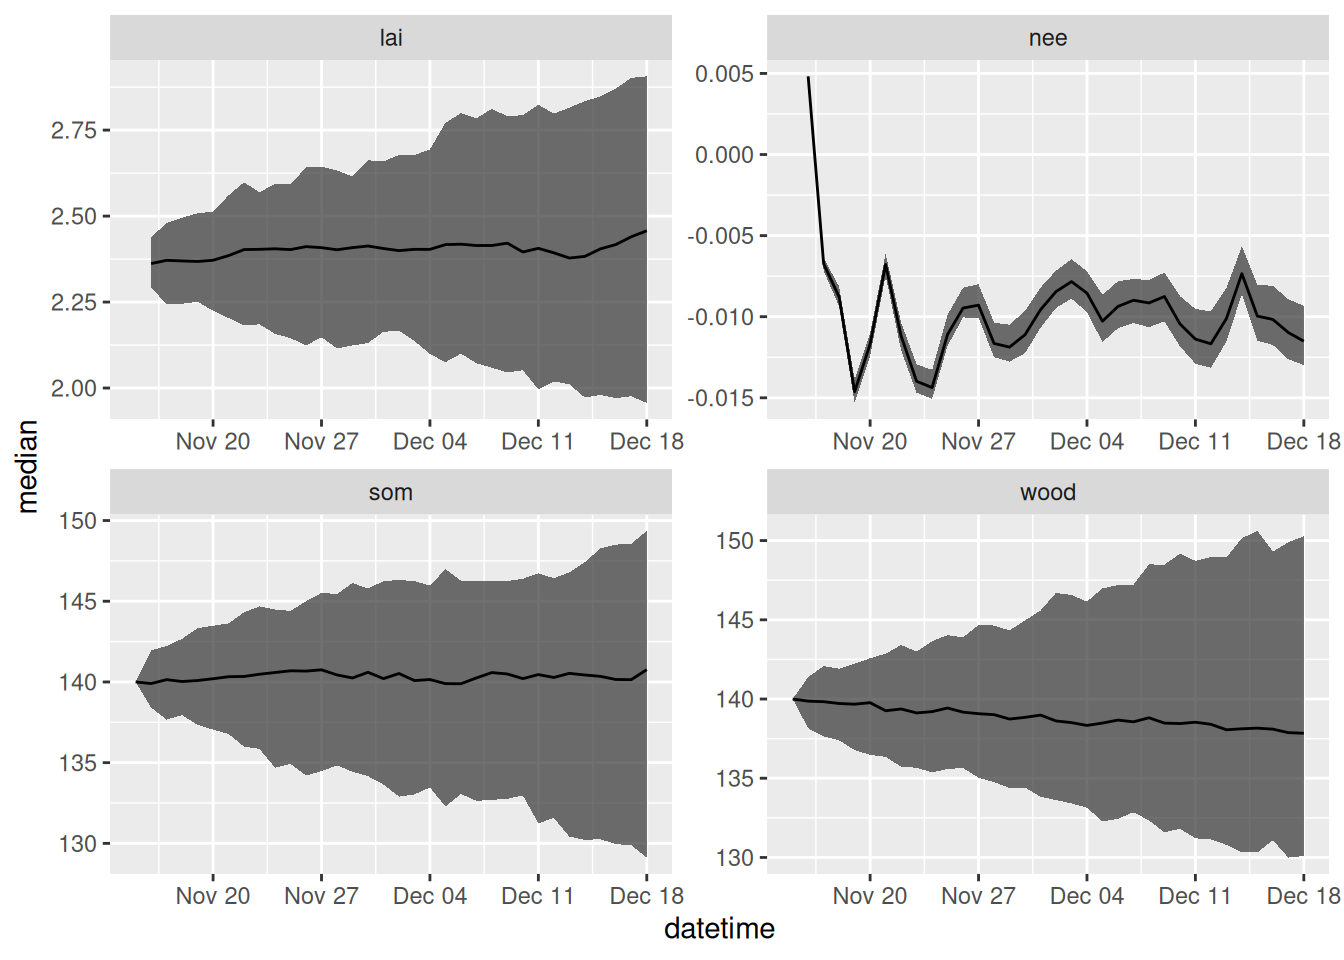 median
lai
2.75
2.50
2.25
2.00
Nov 20 Nov 27 Dec 04 Dec 11 Dec 18
nee
0.005
0.000
-0.005
-0.010
-0.015
Nov 20 Nov 27 Dec 04 Dec 11 Dec 18
som
150
145
140
135
130
Nov 20 Nov 27 Dec 04 Dec 11 Dec 18
wood
150
145
140
135
130
Nov 20 Nov 27 Dec 04 Dec 11 Dec 18
datetime